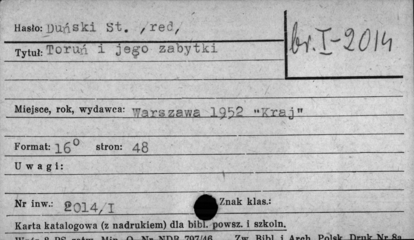 Hasło: Duński St. ,red,
Tytuł: Toruń i jego zabytki
br. I-2014
Miejsce, rok, wydawca: Warszawa 1952 "Kraj"
Format: 16° stron: 48
Uwagi:
Nr inw.: 2014/I Znak klas.:
Karta katalogowa (z nadrukiem) dla bibl. powsz. i szkoln.